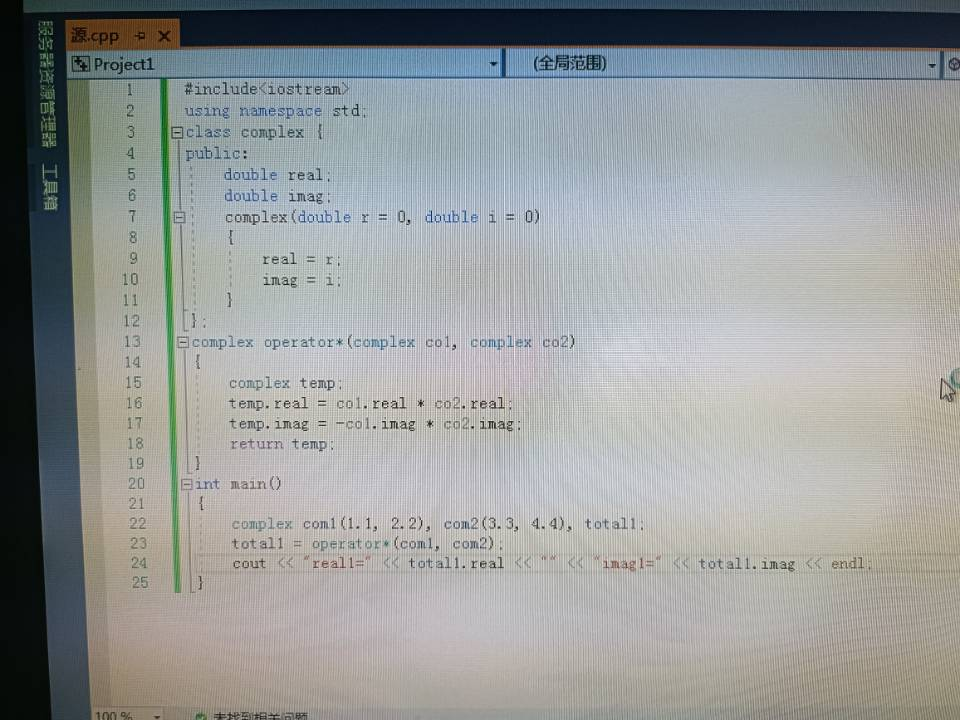 服务器资源管理器 工具箱
源.cpp
Project1
(全局范围)
1 #include<iostream>
2 using namespace std;
3 class complex {
4 public:
5 double real;
6 double imag;
7 complex(double r = 0, double i = 0)
8 {
9 real = r;
10 imag = i;
11 }
12 };
13 complex operator*(complex co1, complex co2)
14 {
15 complex temp;
16 temp.real = co1.real * co2.real;
17 temp.imag = -co1.imag * co2.imag;
18 return temp;
19 }
20 int main()
21 {
22 complex com1(1.1, 2.2), com2(3.3, 4.4), total1;
23 total1 = operator*(com1, com2);
24 cout << "real1=" << total1.real << "" << "imag1=" << total1.imag << endl;
25 }
100 % 未找到相关问题